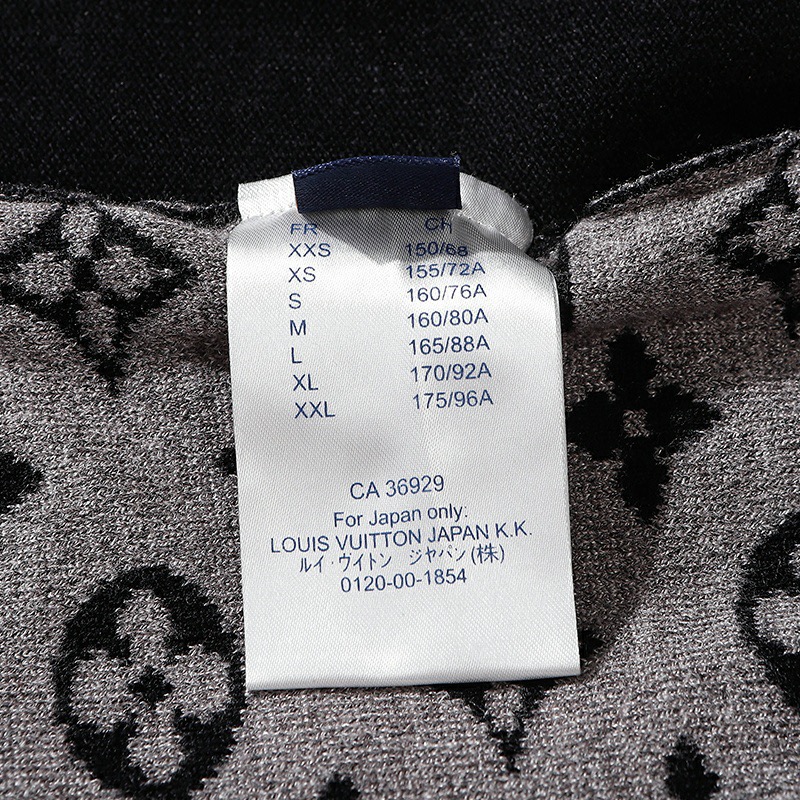 FR CH
XXS 150/68
XS 155/72A
S 160/76A
M 160/80A
L 165/88A
XL 170/92A
XXL 175/96A
CA 36929
For Japan only:
LOUIS VUITTON JAPAN K.K.
ルイ・ヴィトン ジャパン(株)
0120-00-1854